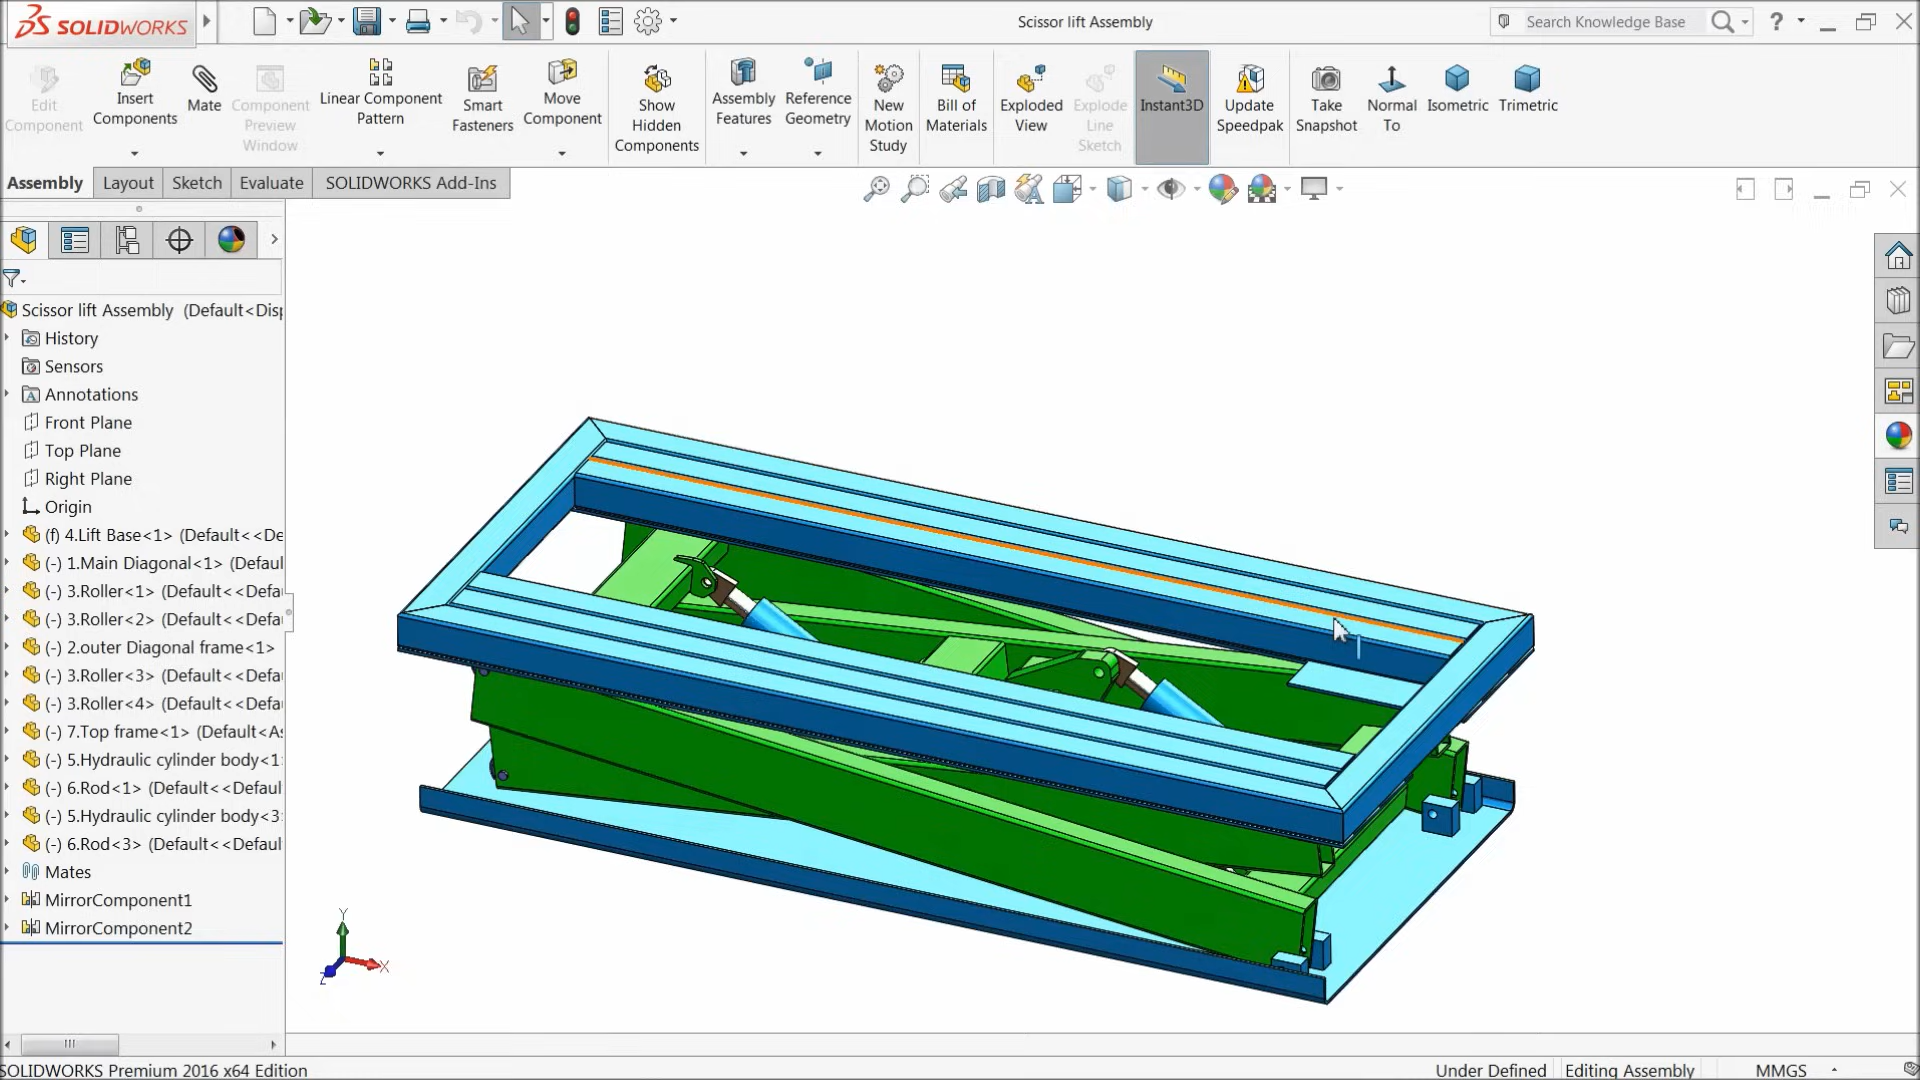 SOLIDWORKS
Scissor lift Assembly
Search Knowledge Base
?
Edit
Component
Insert
Components
Mate
Component
Preview
Window
Linear Component
Pattern
Smart
Fasteners
Move
Component
Show
Hidden
Components
Assembly
Features
Reference
Geometry
New
Motion
Study
Bill of
Materials
Exploded
View
Explode
Line
Sketch
Instant3D
Update
Speedpak
Take
Snapshot
Normal
To
Isometric
Trimetric
Assembly
Layout
Sketch
Evaluate
SOLIDWORKS Add-Ins
Scissor lift Assembly (Default<Disp
History
Sensors
Annotations
Front Plane
Top Plane
Right Plane
Origin
(f) 4.Lift Base<1> (Default<<De
(-) 1.Main Diagonal<1> (Defaul
(-) 3.Roller<1> (Default<<Defa
(-) 3.Roller<2> (Default<<Defa
(-) 2.outer Diagonal frame<1>
(-) 3.Roller<3> (Default<<Defa
(-) 3.Roller<4> (Default<<Defa
(-) 7.Top frame<1> (Default<As
(-) 5.Hydraulic cylinder body<1>
(-) 6.Rod<1> (Default<<Defaul
(-) 5.Hydraulic cylinder body<3>
(-) 6.Rod<3> (Default<<Defaul
Mates
MirrorComponent1
MirrorComponent2
Y
X
Z
SOLIDWORKS Premium 2016 x64 Edition
Under Defined
Editing Assembly
MMGS